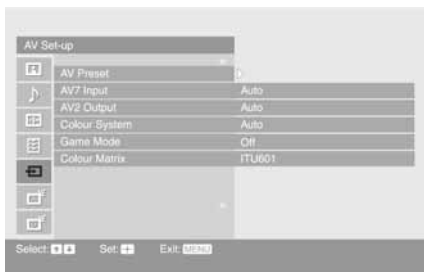 AV Set-up
AV Preset
AV7 Input Auto
AV2 Output Auto
Colour System Auto
Game Mode Off
Colour Matrix ITU601
Select: Set: Exit: MENU